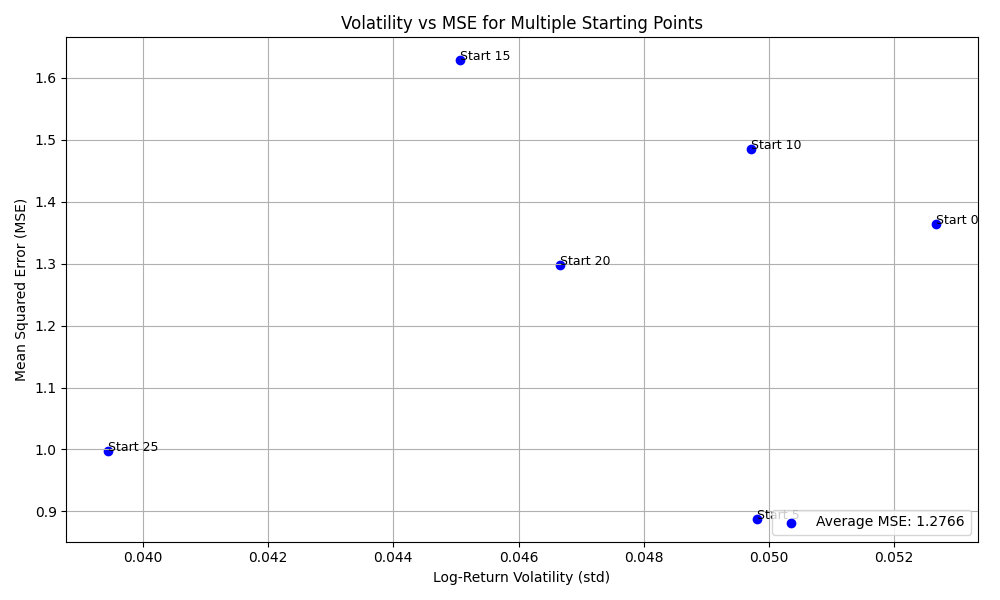 Volatility vs MSE for Multiple Starting Points
Start 15
1.6
1.5
Start 10
1.4
Start 0
1.3
Start 20
1.2
1.1
1.0
Start 25
0.9
Start 5
Average MSE: 1.2766
Mean Squared Error (MSE)
0.040
0.042
0.044
0.046
0.048
0.050
0.052
Log-Return Volatility (std)